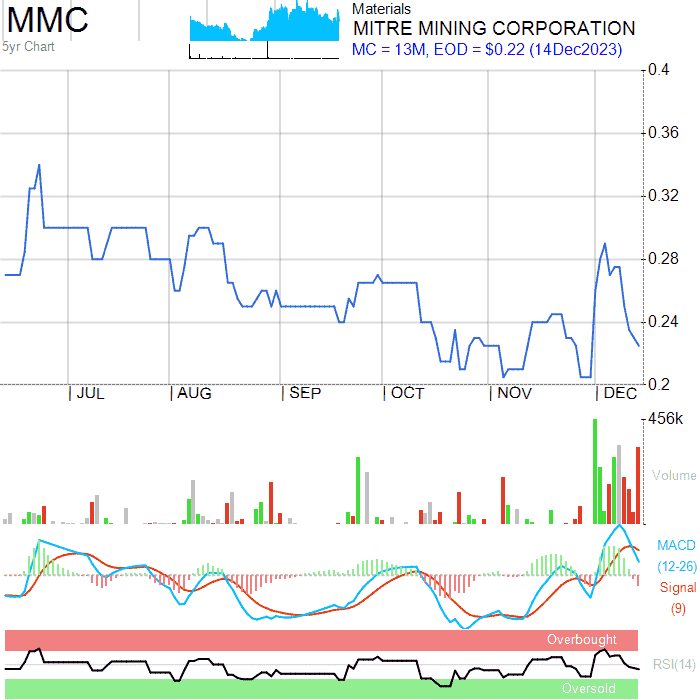 MMC
5yr Chart
Materials
MITRE MINING CORPORATION
MC = 13M, EOD = $0.22 (14Dec2023)
0.4
0.36
0.32
0.28
0.24
0.2
JUL AUG SEP OCT NOV DEC
456k
Volume
MACD
(12-26)
Signal
(9)
Overbought
RSI(14)
Oversold